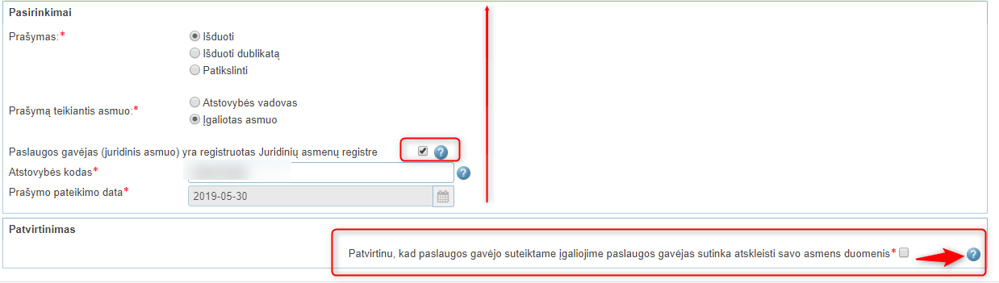 Pasirinkimai
Prašymas:* Išduoti
Išduoti dublikatą
Patikslinti
Prašymą teikiantis asmuo:* Atstovybės vadovas
Įgaliotas asmuo
Paslaugos gavėjas (juridinis asmuo) yra registruotas Juridinių asmenų registre ?
Atstovybės kodas* ?
Prašymo pateikimo data* 2019-05-30
Patvirtinimas
Patvirtinu, kad paslaugos gavėjo suteiktame įgaliojime paslaugos gavėjas sutinka atskleisti savo asmens duomenis* ?